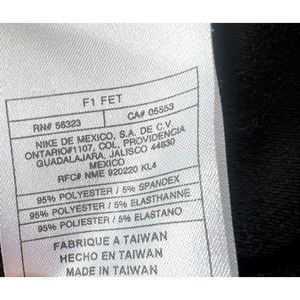 F1 FET
RN# 56323 CA# 05553
NIKE DE MEXICO, S.A. DE C.V.
ONTARIO#1107, COL. PROVIDENCIA
GUADALAJARA, JALISCO 44630
MEXICO
RFC# NME 920220 KL4
95% POLYESTER / 5% SPANDEX
95% POLYESTER / 5% ELASTHANNE
95% POLIESTER / 5% ELASTANO
FABRIQUE A TAIWAN
HECHO EN TAIWAN
MADE IN TAIWAN